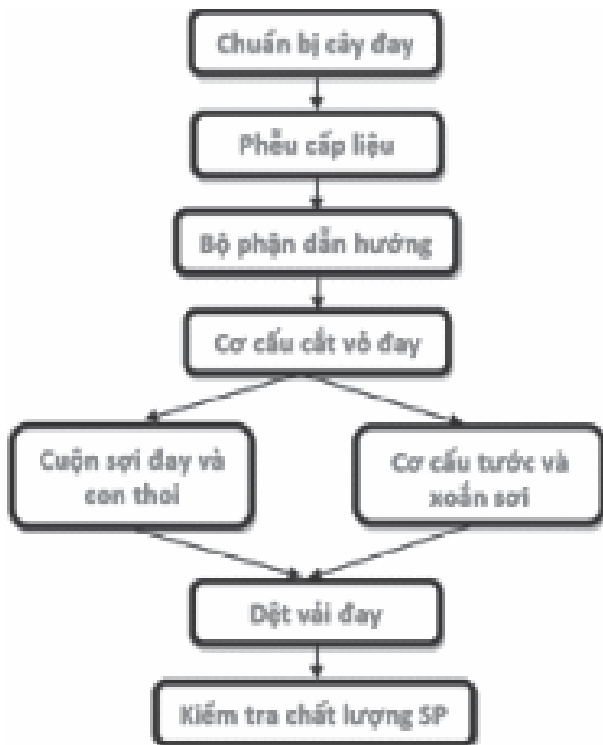 Chuẩn bị cây đay
Phễu cấp liệu
Bộ phận dẫn hướng
Cơ cấu cắt vỏ đay
Cuộn sợi đay và
con thoi
Cơ cấu tước và
xoắn sợi
Dệt vải đay
Kiểm tra chất lượng SP